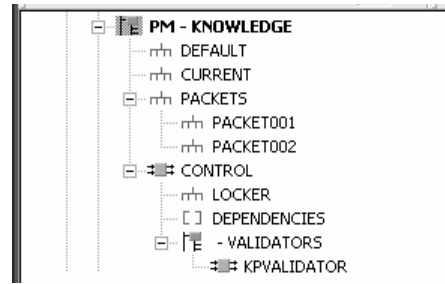 PM - KNOWLEDGE
DEFAULT
CURRENT
PACKETS
PACKET001
PACKET002
CONTROL
LOCKER
DEPENDENCIES
- VALIDATORS
KPVALIDATOR